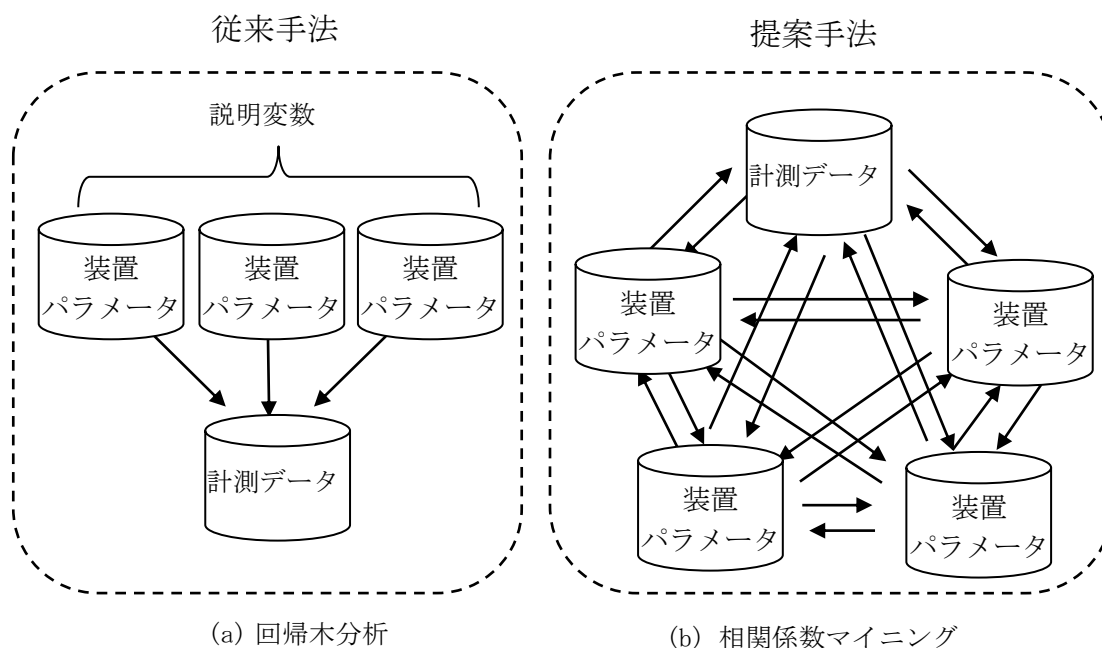 従来手法
説明変数
装置
パラメータ
装置
パラメータ
装置
パラメータ
計測データ
(a) 回帰木分析
提案手法
計測データ
装置
パラメータ
装置
パラメータ
装置
パラメータ
装置
パラメータ
(b) 相関係数マイニング